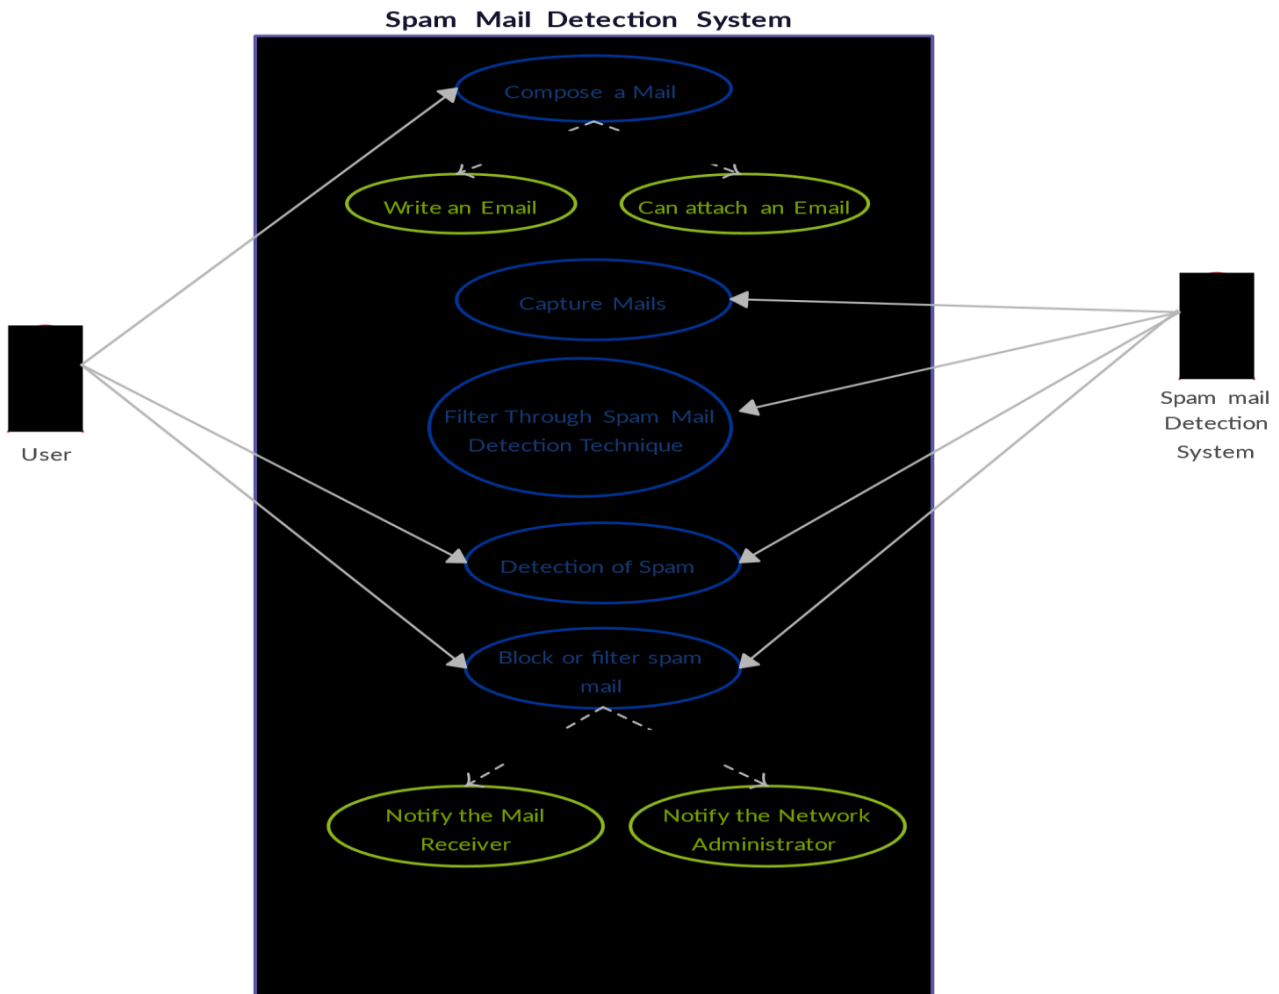 Spam Mail Detection System
Compose a Mail
Write an Email
Can attach an Email
Capture Mails
Filter Through Spam Mail
Detection Technique
User
Spam mail
Detection
System
Detection of Spam
Block or filter spam
mail
Notify the Mail
Receiver
Notify the Network
Administrator